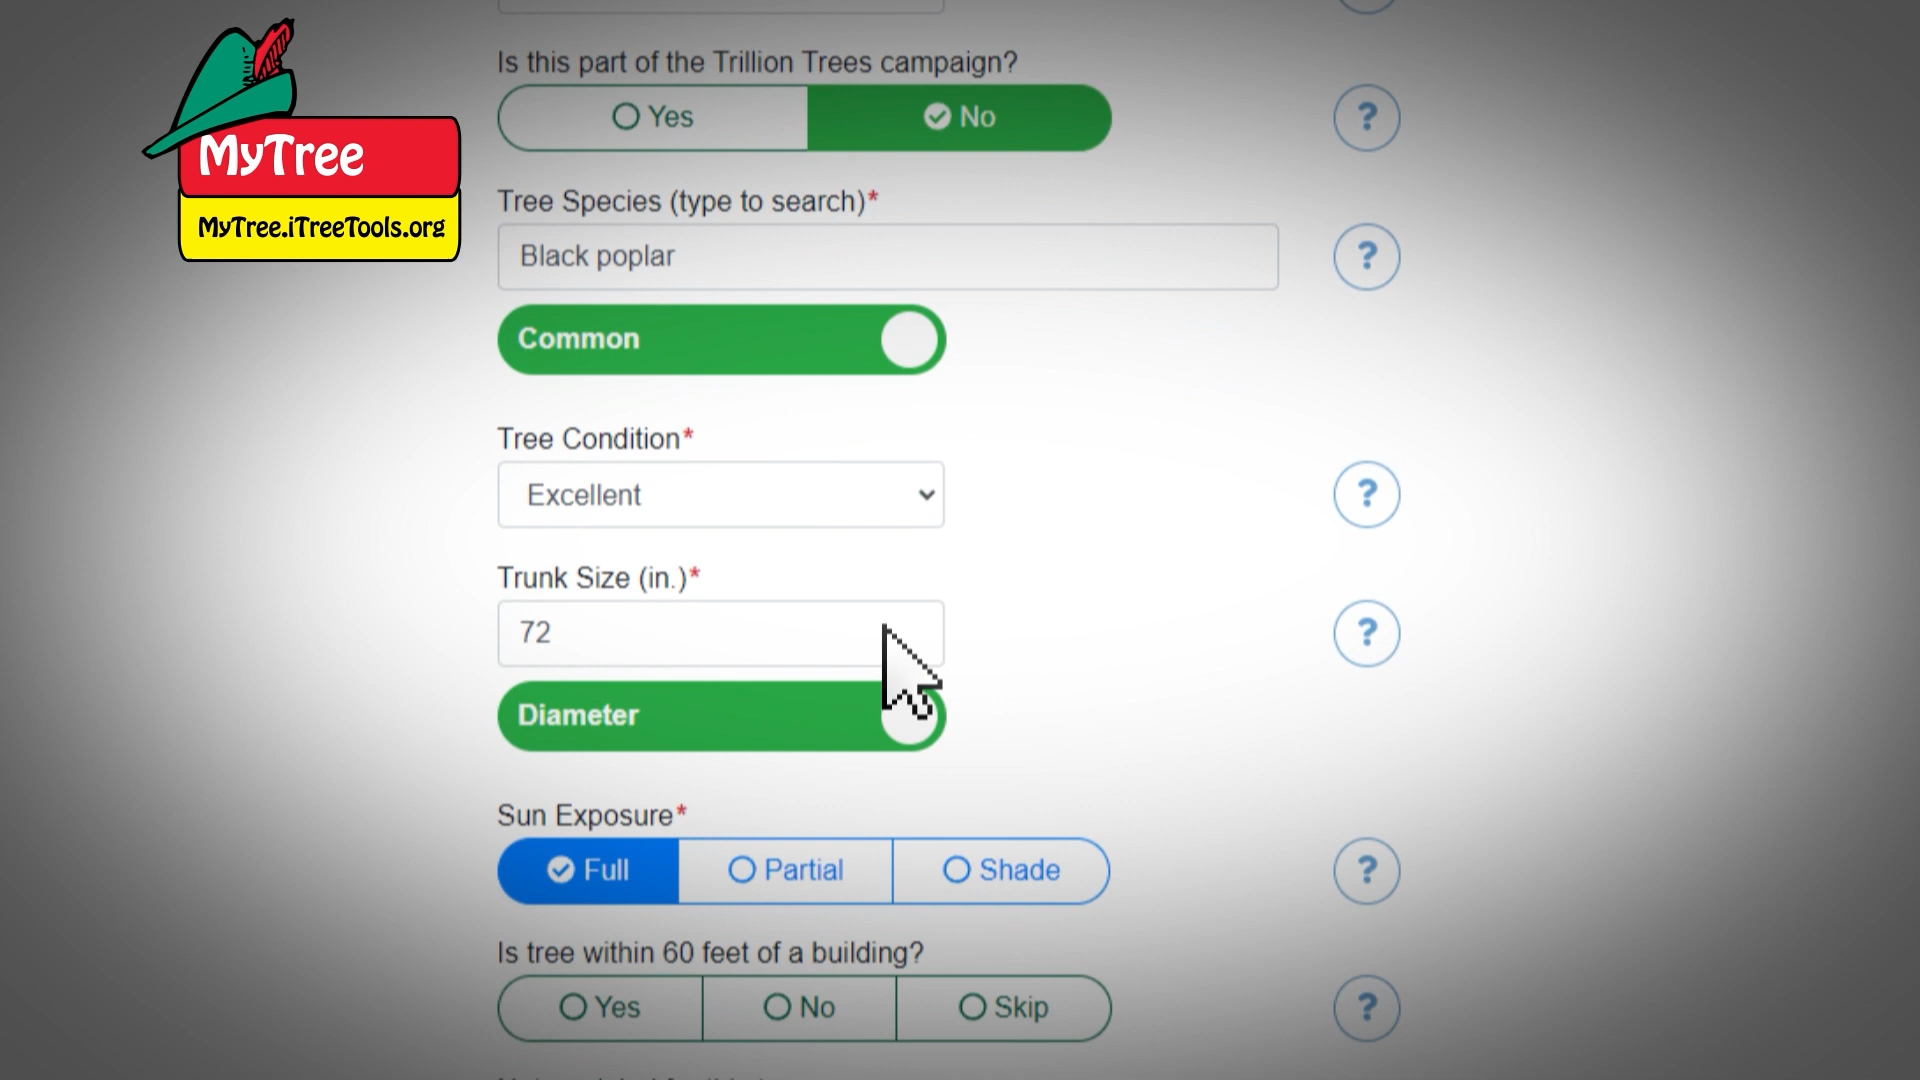 MyTree
MyTree.iTreeTools.org
Is this part of the Trillion Trees campaign?
Yes
No
?
Tree Species (type to search)*
Black poplar
?
Common
Tree Condition*
Excellent
?
Trunk Size (in.)*
72
?
Diameter
Sun Exposure*
Full
Partial
Shade
?
Is tree within 60 feet of a building?
Yes
No
Skip
?